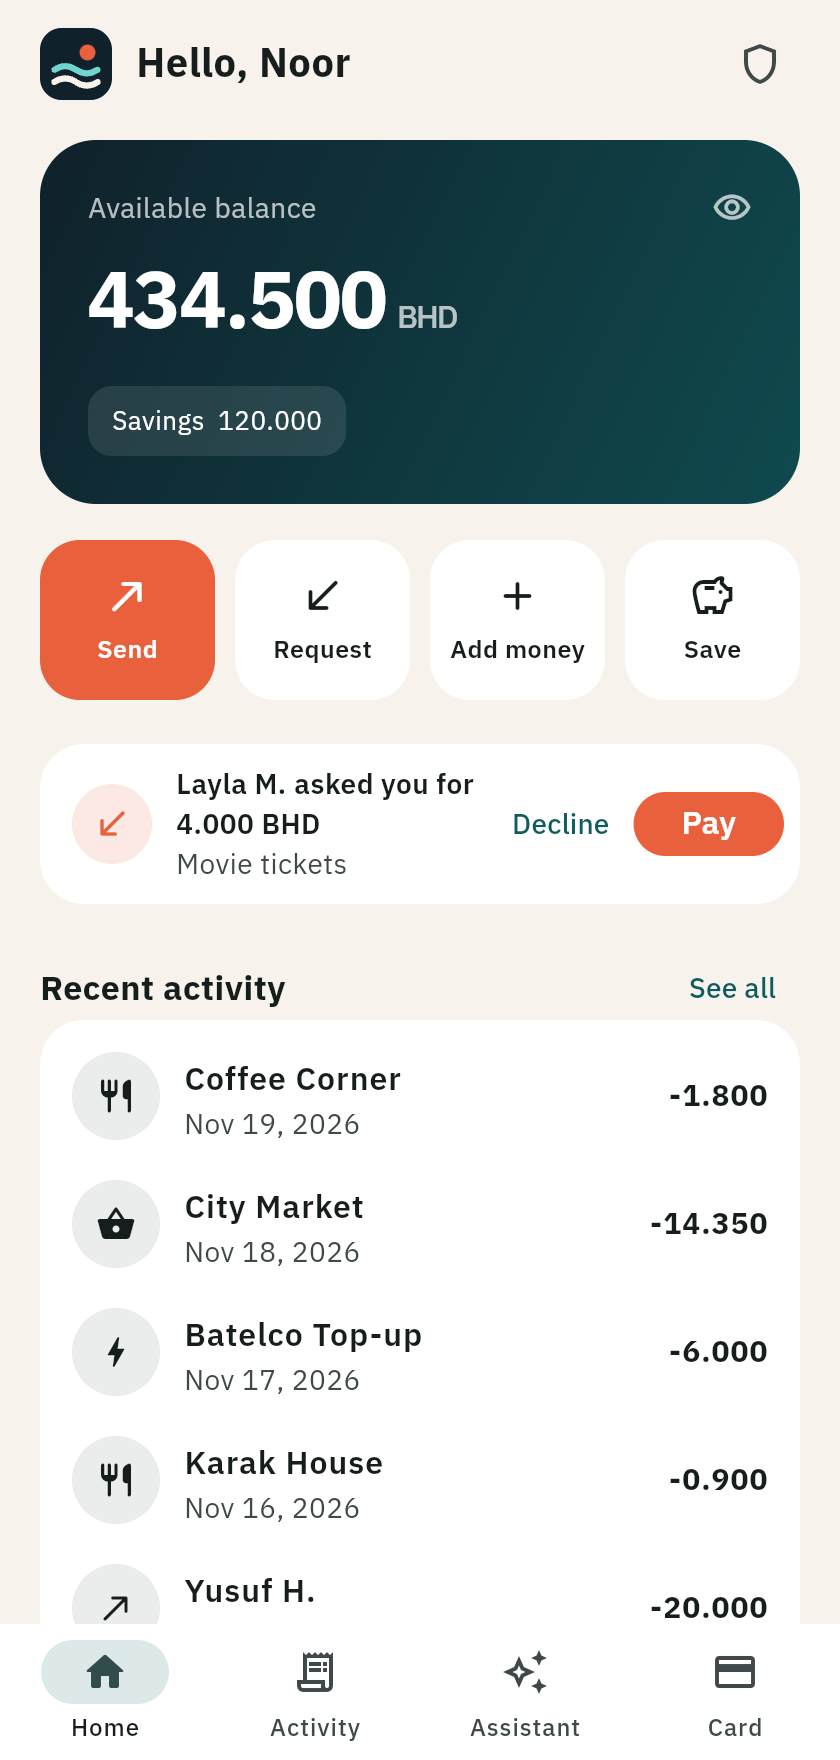 Hello, Noor
Available balance
434.500 BHD
Savings 120.000
Send
Request
Add money
Save
Layla M. asked you for
4.000 BHD
Movie tickets
Decline
Pay
Recent activity
See all
Coffee Corner
Nov 19, 2026
-1.800
City Market
Nov 18, 2026
-14.350
Batelco Top-up
Nov 17, 2026
-6.000
Karak House
Nov 16, 2026
-0.900
Yusuf H.
-20.000
Home
Activity
Assistant
Card